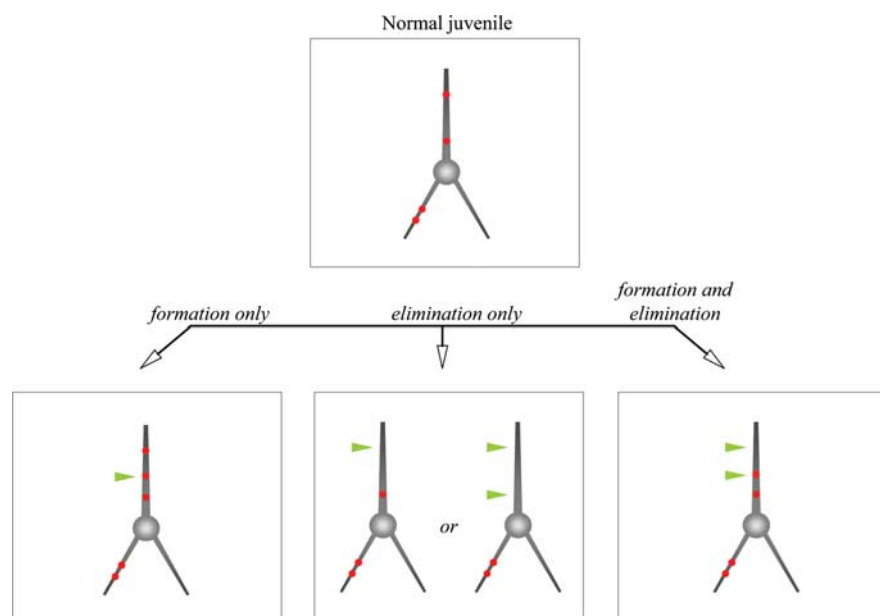 Normal juvenile
formation only
elimination only
formation and
elimination
or